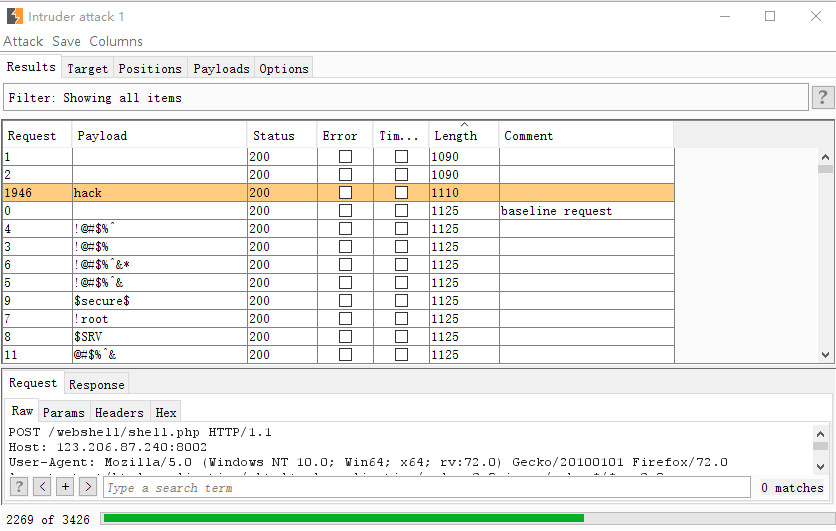 Intruder attack 1
Attack Save Columns
Results Target Positions Payloads Options
Filter: Showing all items ?
Request Payload Status Error Tim... Length Comment
1 200 1090
2 200 1090
1946 hack 200 1110
0 200 1125 baseline request
4 !@#$%^ 200 1125
3 !@#$% 200 1125
6 !@#$%^&* 200 1125
5 !@#$%^& 200 1125
9 $secure$ 200 1125
7 !root 200 1125
8 $SRV 200 1125
11 @#$%^& 200 1125
Request Response
Raw Params Headers Hex
POST /webshell/shell.php HTTP/1.1
Host: 123.206.87.240:8002
User-Agent: Mozilla/5.0 (Windows NT 10.0; Win64; x64; rv:72.0) Gecko/20100101 Firefox/72.0
? < + > Type a search term 0 matches
2269 of 3426